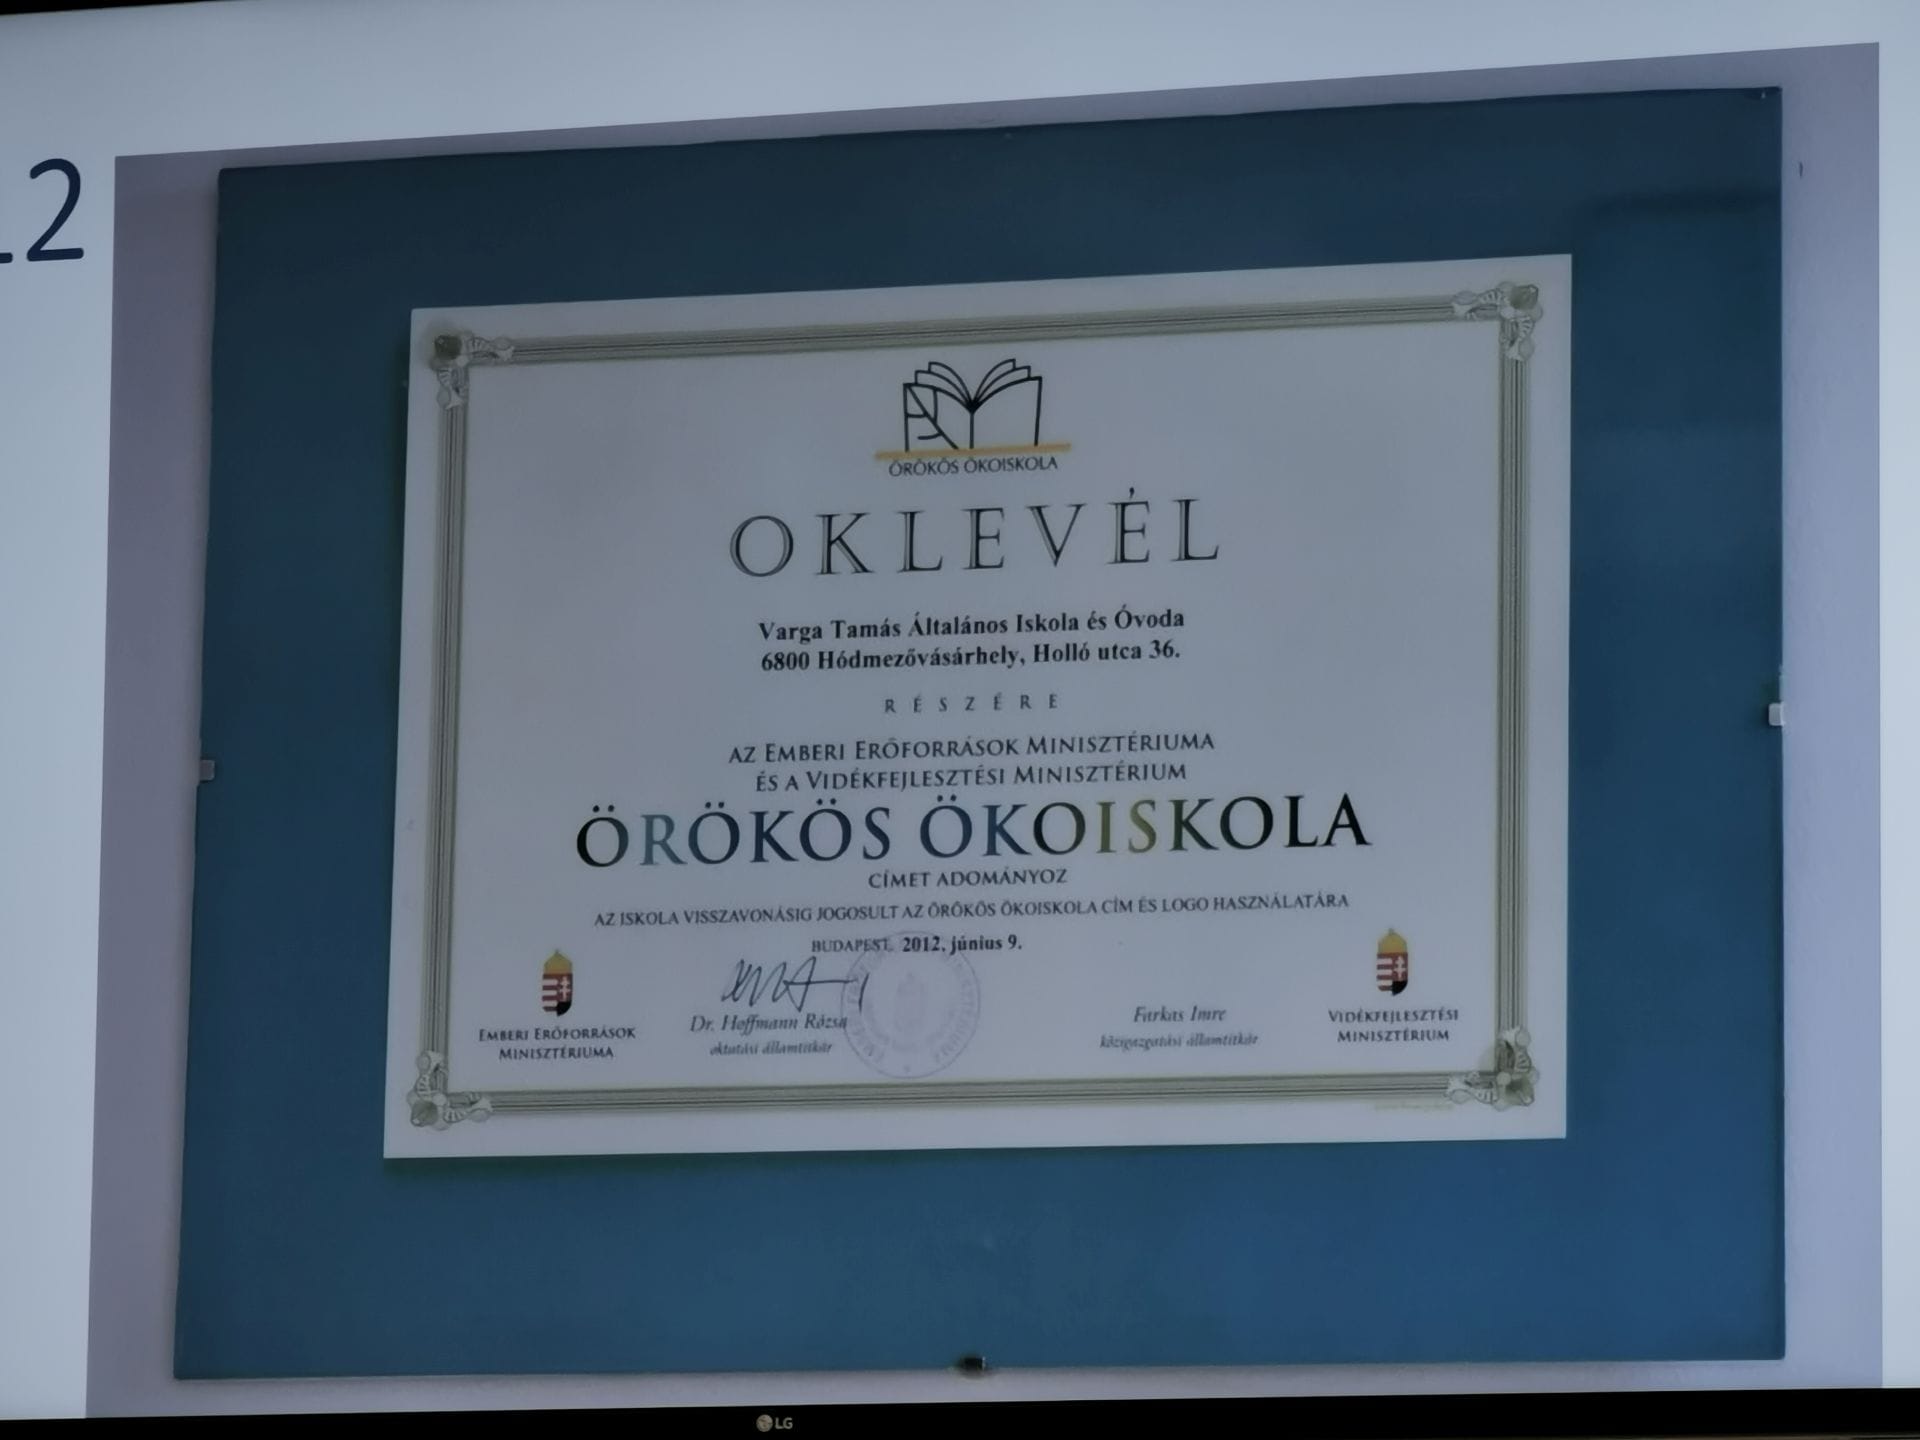 .2
ÖRÖKÖS ÖKOISKOLA
OKLEVÉL
Varga Tamás Általános Iskola és Óvoda
6800 Hódmezővásárhely, Holló utca 36.
RÉSZÉRE
AZ EMBERI ERŐFORRÁSOK MINISZTÉRIUMA
ÉS A VIDÉKFEJLESZTÉSI MINISZTÉRIUM
ÖRÖKÖS ÖKOISKOLA
CÍMET ADOMÁNYOZ
AZ ISKOLA VISSZAVONÁSIG JOGOSULT AZ ÖRÖKÖS ÖKOISKOLA CÍM ÉS LOGO HASZNÁLATÁRA
BUDAPEST, 2012. június 9.
EMBERI ERŐFORRÁSOK
MINISZTÉRIUMA
Dr. Hoffmann Rózsa
oktatási államtitkár
Farkas Imre
közigazgatási államtitkár
VIDÉKFEJLESZTÉSI
MINISZTÉRIUM
LG